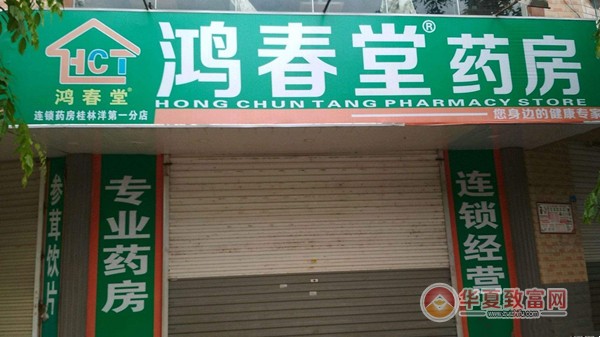 HCT
鸿春堂®
连锁药房桂林洋第一分店
鸿春堂®药房
HONG CHUN TANG PHARMACY STORE
您身边的健康专家
参茸饮片
专业药房
连锁经营
华夏致富网